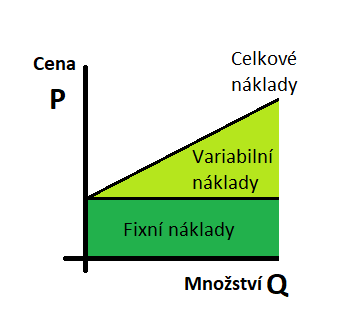 Celkové
náklady
Cena
P
Variabilní
náklady
Fixní náklady
Množství Q